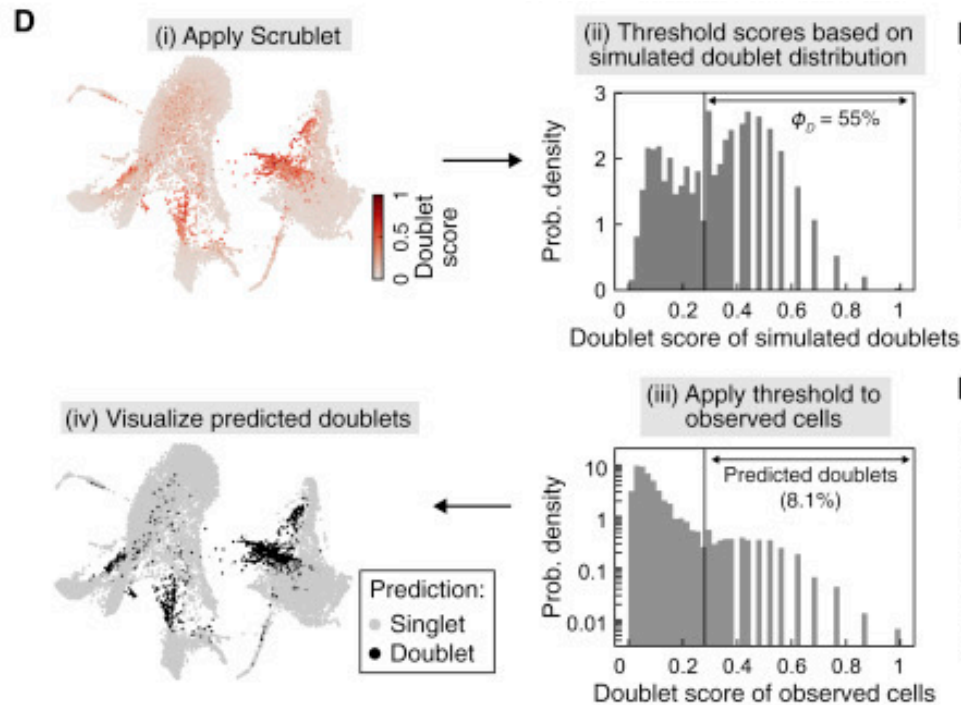 D
(i) Apply Scrublet
0 0.5 1
Doublet
score
(ii) Threshold scores based on
simulated doublet distribution
3
2
1
0
Prob. density
ϕD = 55%
0 0.2 0.4 0.6 0.8 1
Doublet score of simulated doublets
(iv) Visualize predicted doublets
Prediction:
Singlet
Doublet
(iii) Apply threshold to
observed cells
10
1
0.1
0.01
Prob. density
Predicted doublets
(8.1%)
0 0.2 0.4 0.6 0.8 1
Doublet score of observed cells